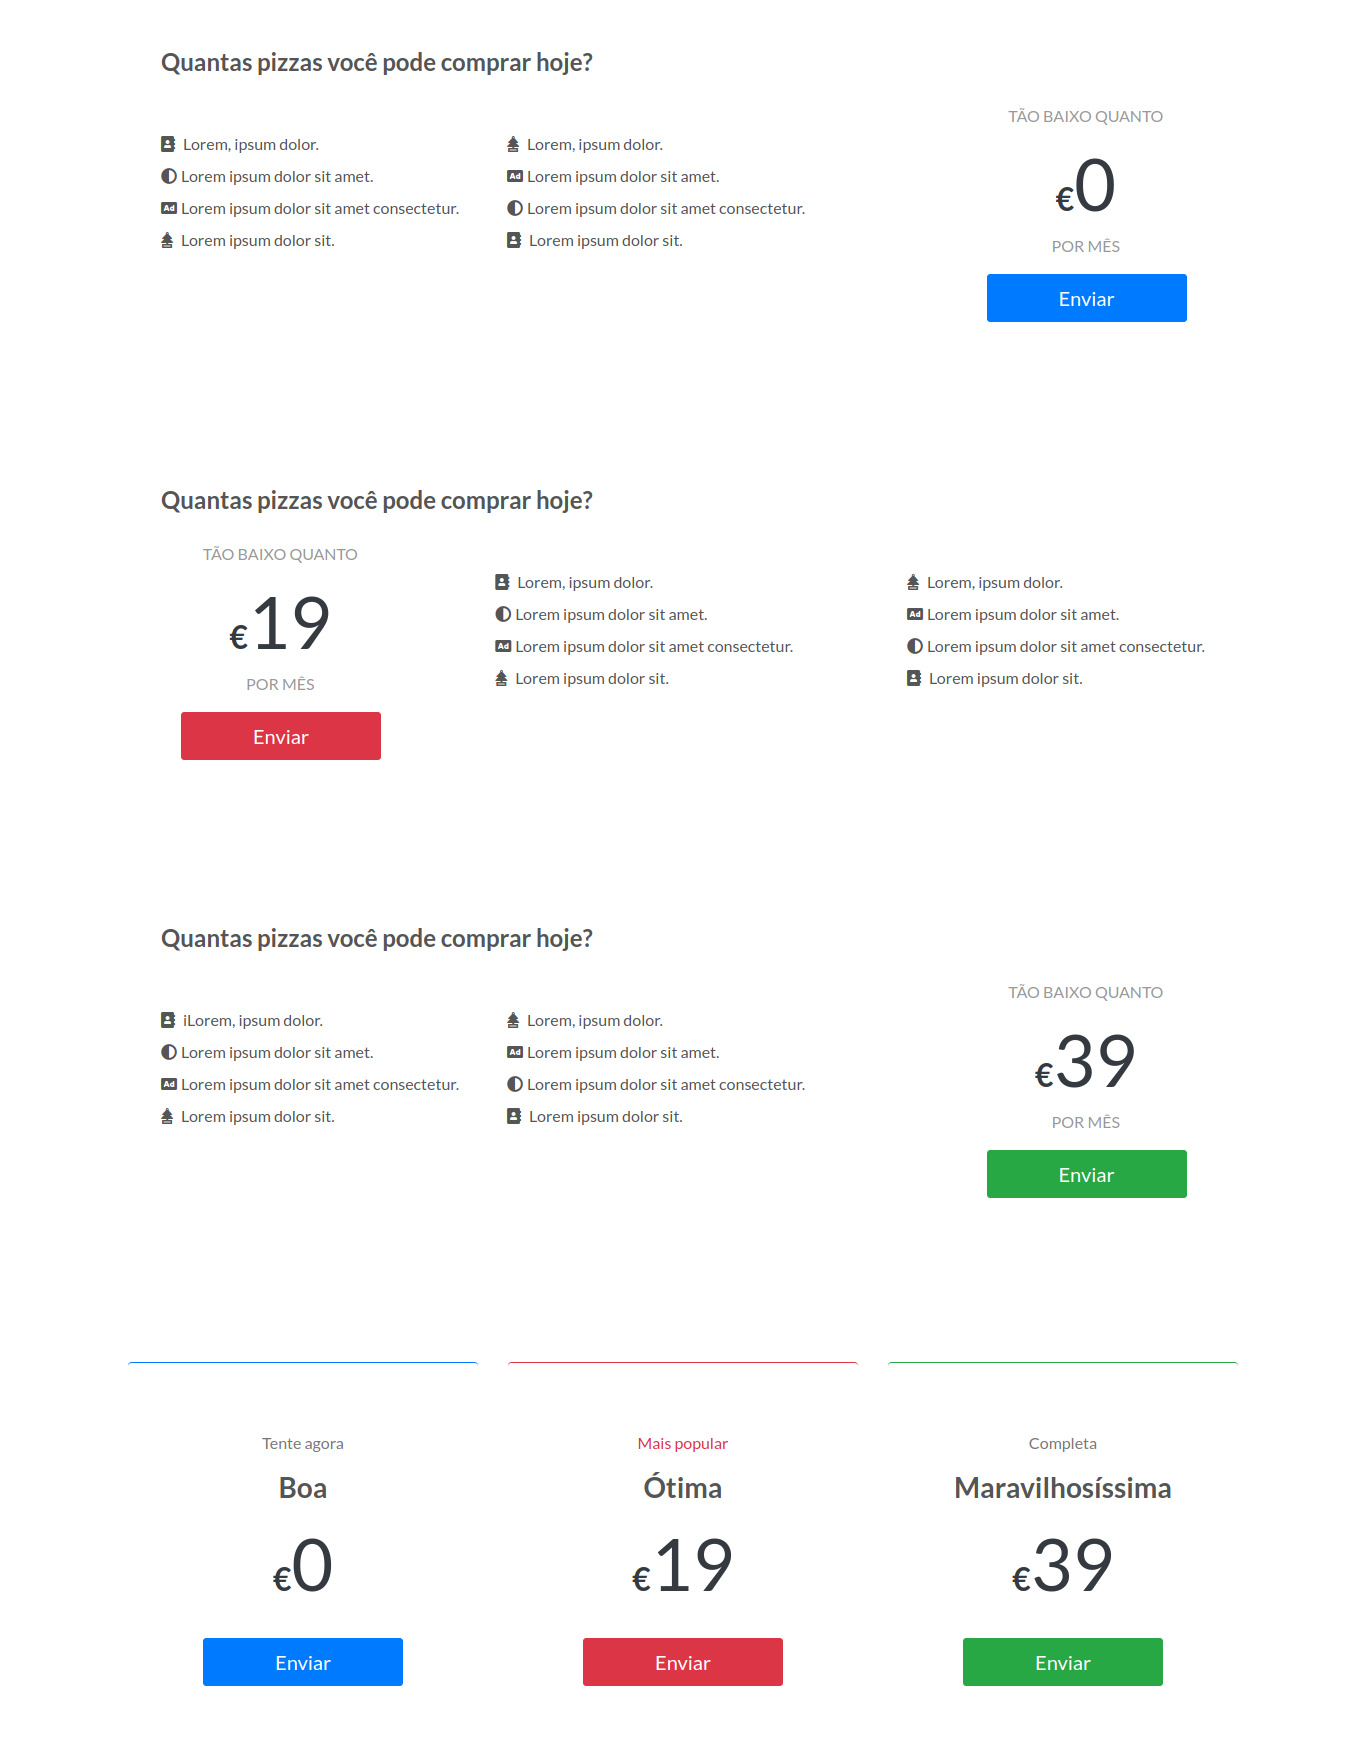 Quantas pizzas você pode comprar hoje?
Lorem, ipsum dolor.
Lorem ipsum dolor sit amet.
Ad Lorem ipsum dolor sit amet consectetur.
Lorem ipsum dolor sit.
Lorem, ipsum dolor.
Ad Lorem ipsum dolor sit amet.
Lorem ipsum dolor sit amet consectetur.
Lorem ipsum dolor sit.
TÃO BAIXO QUANTO
€0
POR MÊS
Enviar
Quantas pizzas você pode comprar hoje?
TÃO BAIXO QUANTO
€19
POR MÊS
Enviar
Lorem, ipsum dolor.
Lorem ipsum dolor sit amet.
Ad Lorem ipsum dolor sit amet consectetur.
Lorem ipsum dolor sit.
Lorem, ipsum dolor.
Ad Lorem ipsum dolor sit amet.
Lorem ipsum dolor sit amet consectetur.
Lorem ipsum dolor sit.
Quantas pizzas você pode comprar hoje?
iLorem, ipsum dolor.
Lorem ipsum dolor sit amet.
Ad Lorem ipsum dolor sit amet consectetur.
Lorem ipsum dolor sit.
Lorem, ipsum dolor.
Ad Lorem ipsum dolor sit amet.
Lorem ipsum dolor sit amet consectetur.
Lorem ipsum dolor sit.
TÃO BAIXO QUANTO
€39
POR MÊS
Enviar
Tente agora
Boa
€0
Enviar
Mais popular
Ótima
€19
Enviar
Completa
Maravilhosíssima
€39
Enviar